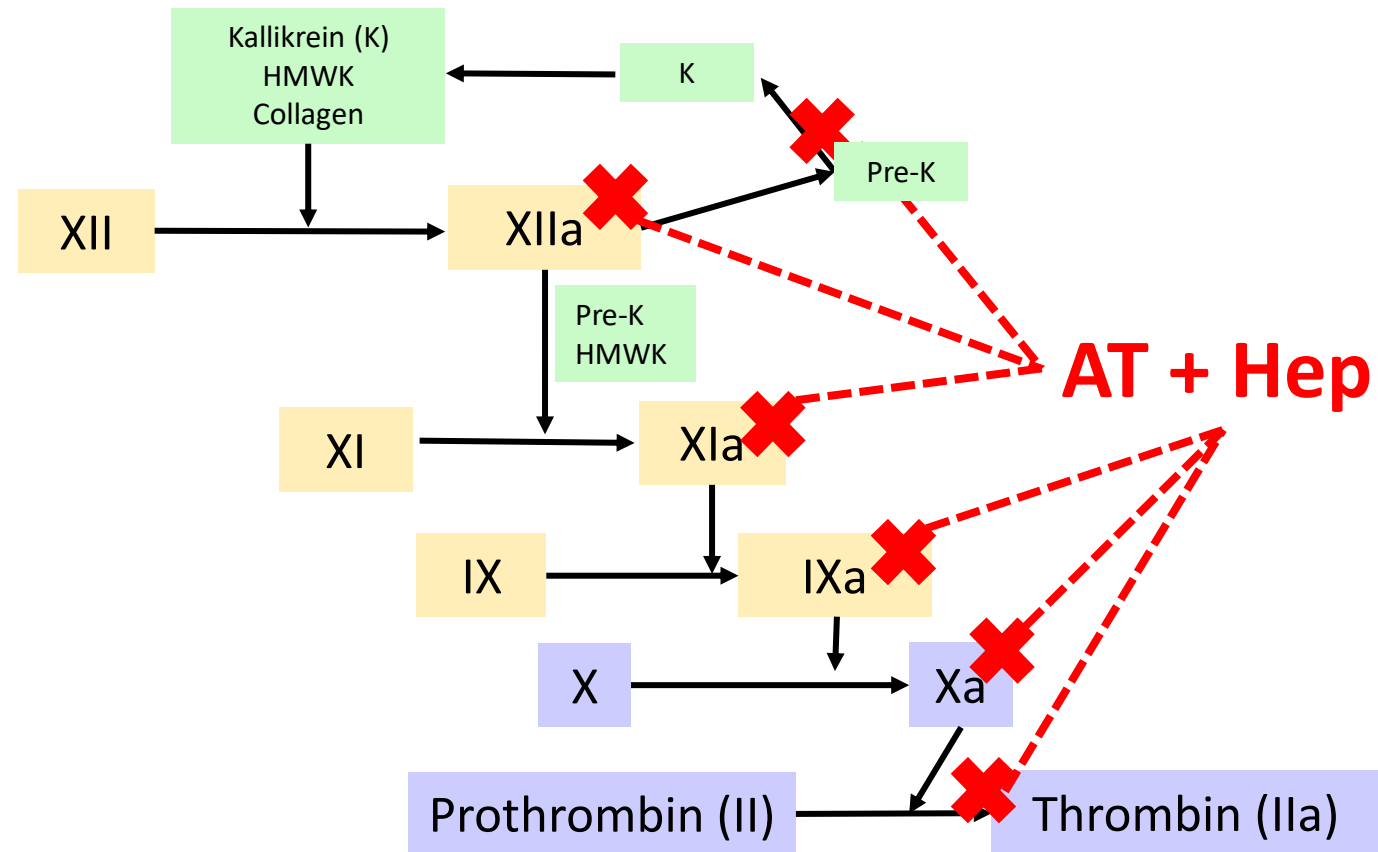 Kallikrein (K)
HMWK
Collagen
K
Pre-K
XII
XIIa
Pre-K
HMWK
AT + Hep
XI
XIa
IX
IXa
X
Xa
Prothrombin (II)
Thrombin (IIa)